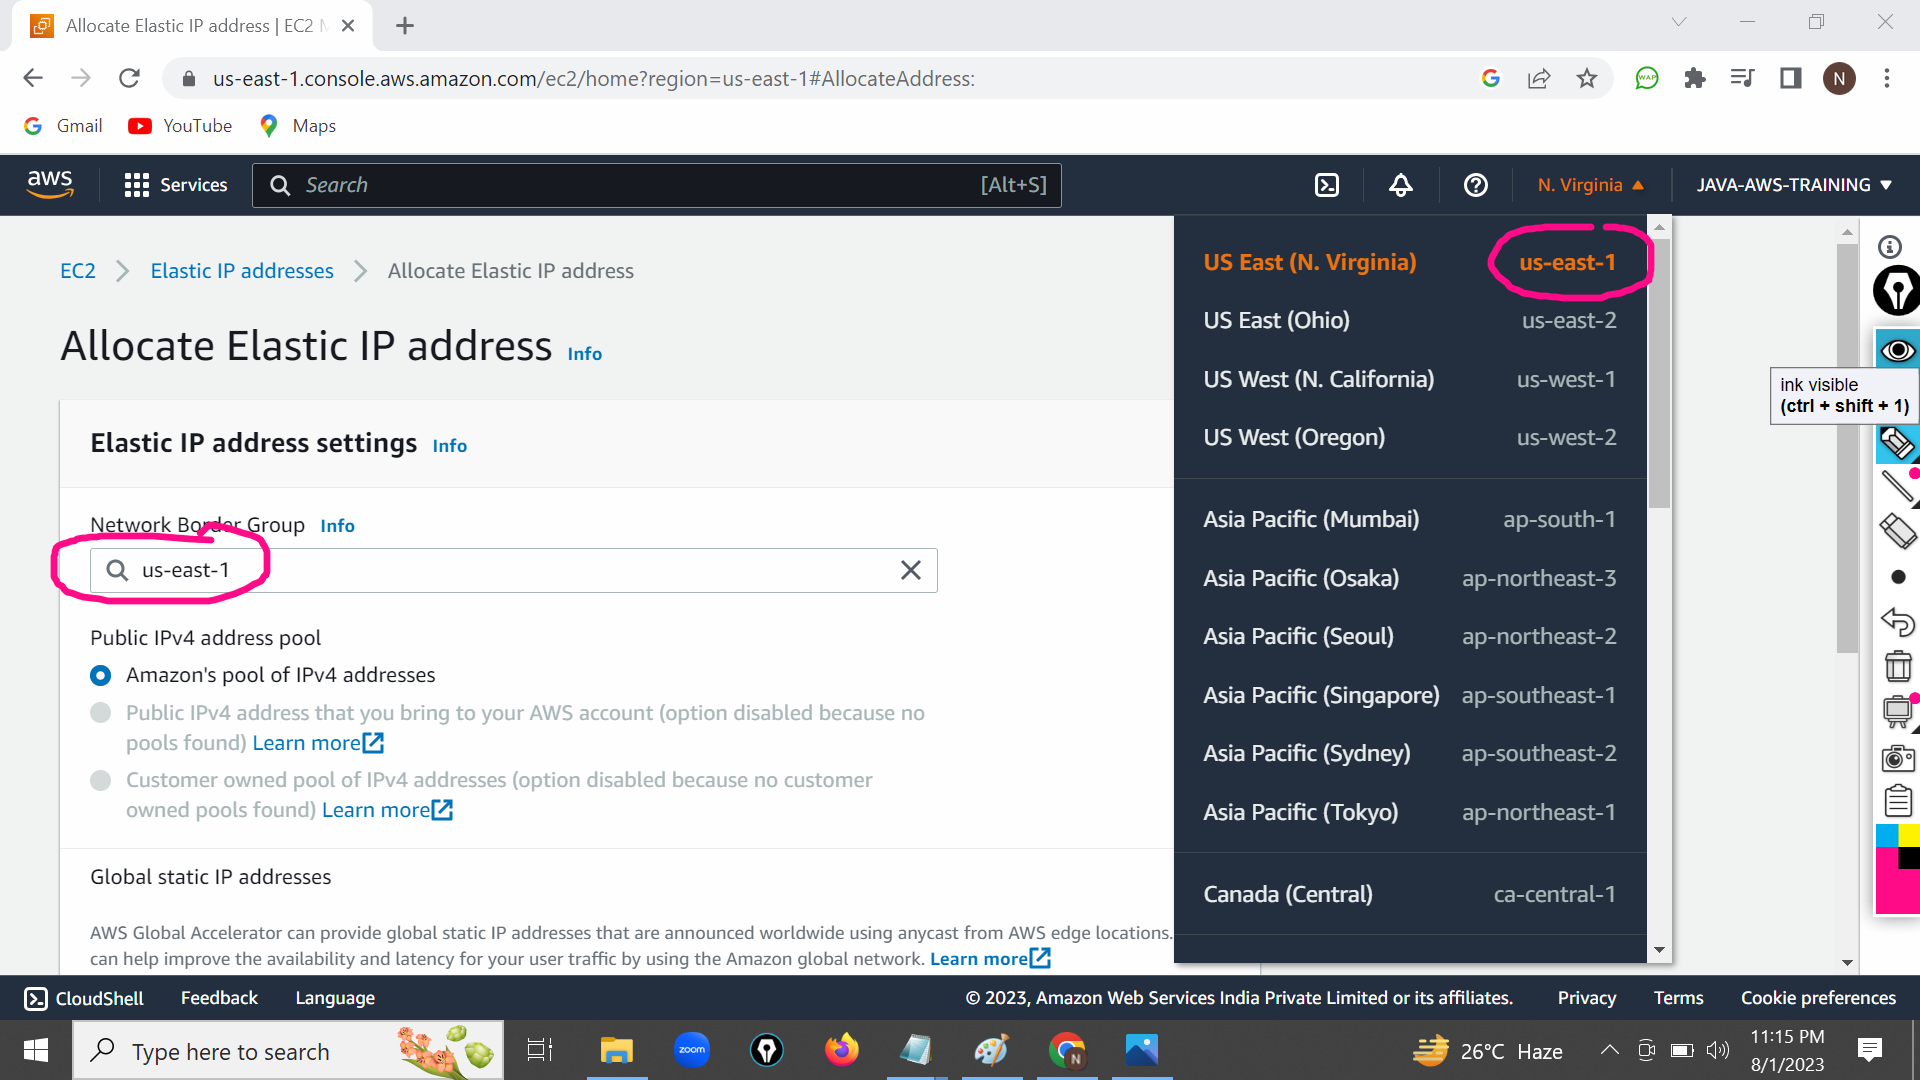 Allocate Elastic IP address | EC2
us-east-1.console.aws.amazon.com/ec2/home?region=us-east-1#AllocateAddress:
WAP
N
Gmail
YouTube
Maps
aws
Services
Search
[Alt+S]
N. Virginia
JAVA-AWS-TRAINING
EC2
Elastic IP addresses
Allocate Elastic IP address
Allocate Elastic IP address Info
Elastic IP address settings Info
Network Border Group Info
us-east-1
Public IPv4 address pool
Amazon's pool of IPv4 addresses
Public IPv4 address that you bring to your AWS account (option disabled because no
pools found) Learn more
Customer owned pool of IPv4 addresses (option disabled because no customer
owned pools found) Learn more
Global static IP addresses
AWS Global Accelerator can provide global static IP addresses that are announced worldwide using anycast from AWS edge locations.
can help improve the availability and latency for your user traffic by using the Amazon global network. Learn more
US East (N. Virginia) us-east-1
US East (Ohio) us-east-2
US West (N. California) us-west-1
US West (Oregon) us-west-2
Asia Pacific (Mumbai) ap-south-1
Asia Pacific (Osaka) ap-northeast-3
Asia Pacific (Seoul) ap-northeast-2
Asia Pacific (Singapore) ap-southeast-1
Asia Pacific (Sydney) ap-southeast-2
Asia Pacific (Tokyo) ap-northeast-1
Canada (Central) ca-central-1
ink visible
(ctrl + shift + 1)
CloudShell
Feedback
Language
© 2023, Amazon Web Services India Private Limited or its affiliates.
Privacy
Terms
Cookie preferences
Type here to search
zoom
N
26°C Haze
11:15 PM
8/1/2023